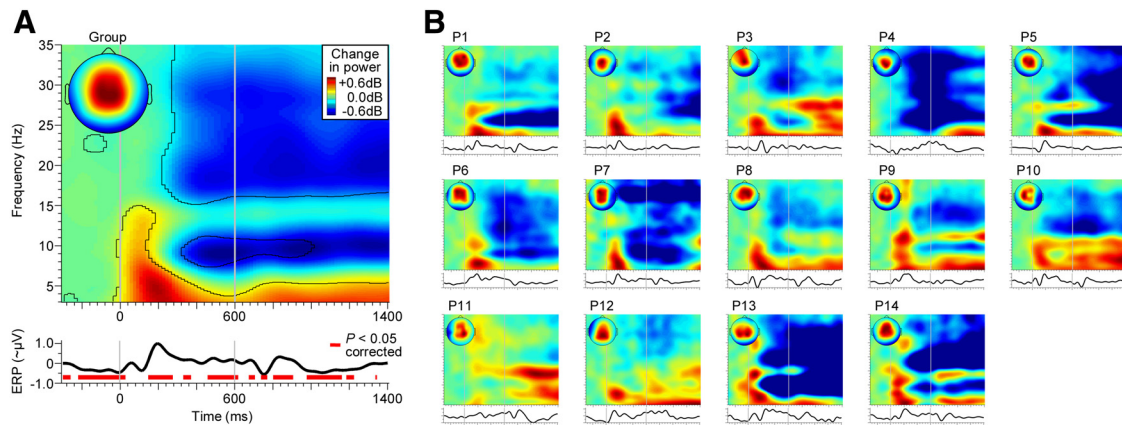 A
Group
Change
in power
+0.6dB
0.0dB
-0.6dB
Frequency (Hz)
35
30
25
20
15
10
5
0
600
1400
ERP (~µV)
1.0
0
-1.0
P < 0.05
corrected
0
600
1400
Time (ms)
B
P1
P2
P3
P4
P5
P6
P7
P8
P9
P10
P11
P12
P13
P14